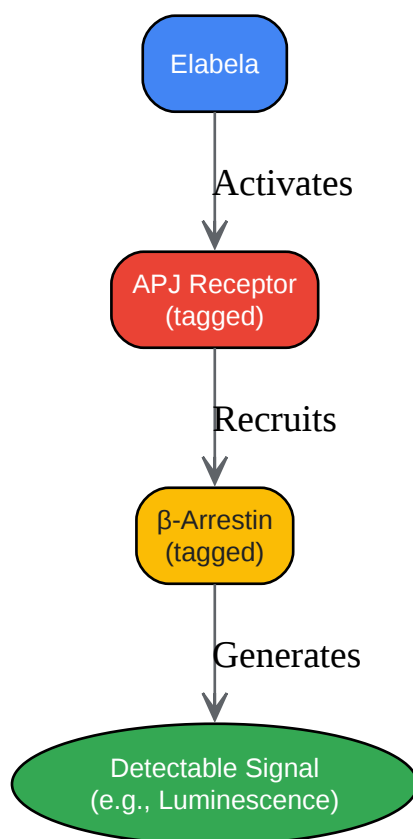 Elabela
Activates
APJ Receptor
(tagged)
Recruits
β-Arrestin
(tagged)
Generates
Detectable Signal
(e.g., Luminescence)